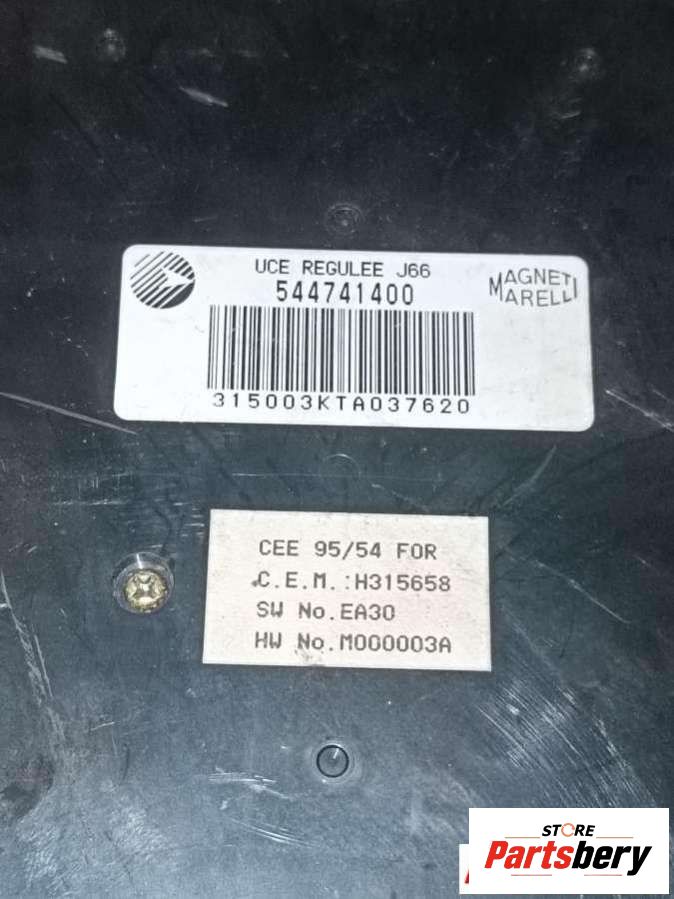 UCE REGULEE J66
544741400
MAGNETI
MARELLI
315003KTA037620
CEE 95/54 FOR
C.E.M.:H315658
SW No.EA30
HW No.M000003A
STORE
Partsbery